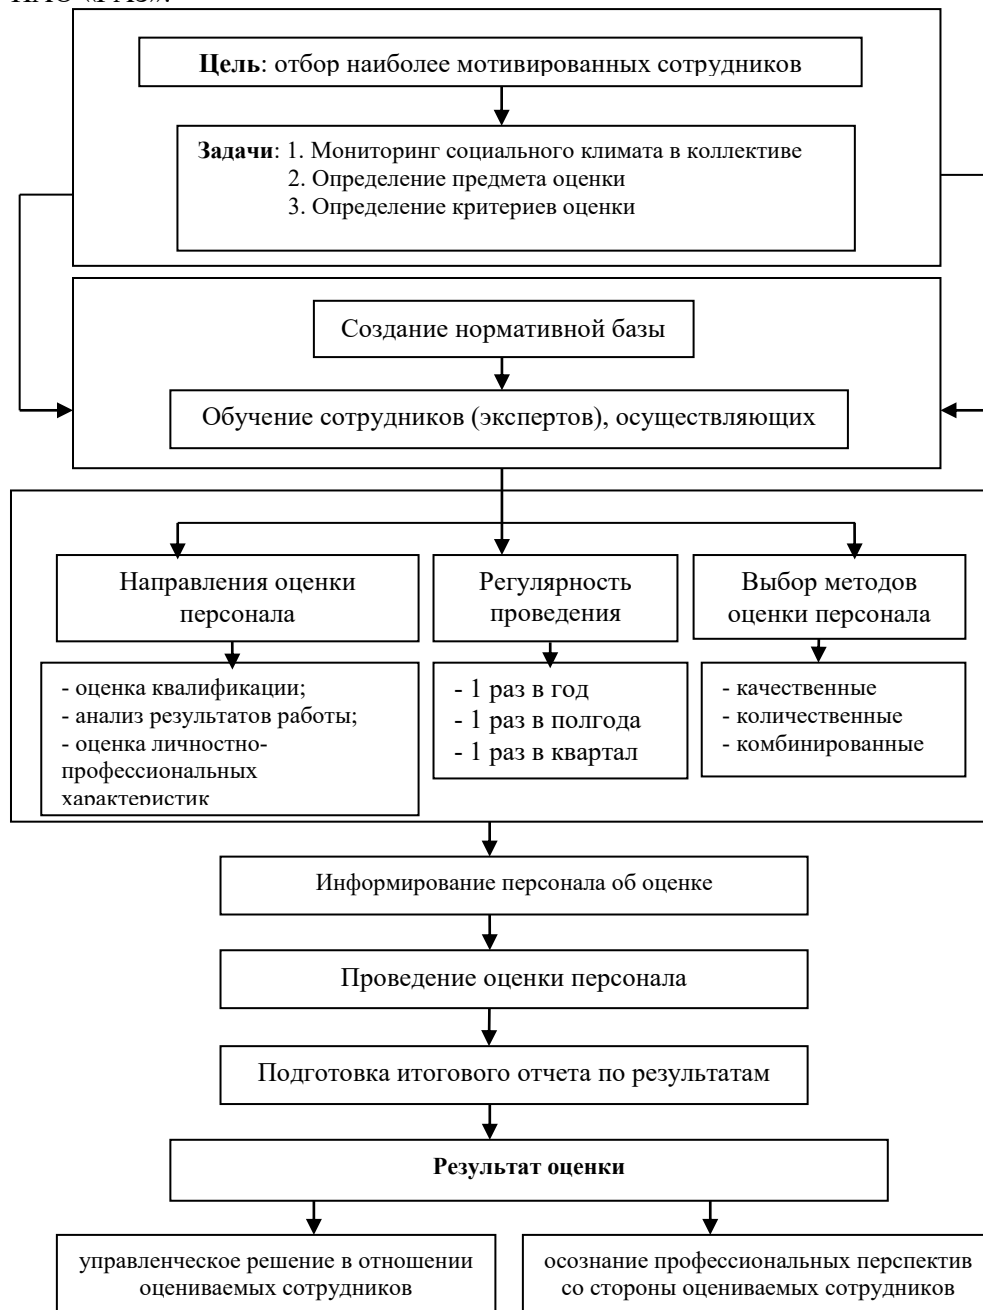 Цель: отбор наиболее мотивированных сотрудников
Задачи: 1. Мониторинг социального климата в коллективе
2. Определение предмета оценки
3. Определение критериев оценки
Создание нормативной базы
Обучение сотрудников (экспертов), осуществляющих
Направления оценки
персонала
Регулярность
проведения
Выбор методов
оценки персонала
- оценка квалификации;
- анализ результатов работы;
- оценка личностно-
профессиональных
характеристик
- 1 раз в год
- 1 раз в полгода
- 1 раз в квартал
- качественные
- количественные
- комбинированные
Информирование персонала об оценке
Проведение оценки персонала
Подготовка итогового отчета по результатам
Результат оценки
управленческое решение в отношении
оцениваемых сотрудников
осознание профессиональных перспектив
со стороны оцениваемых сотрудников